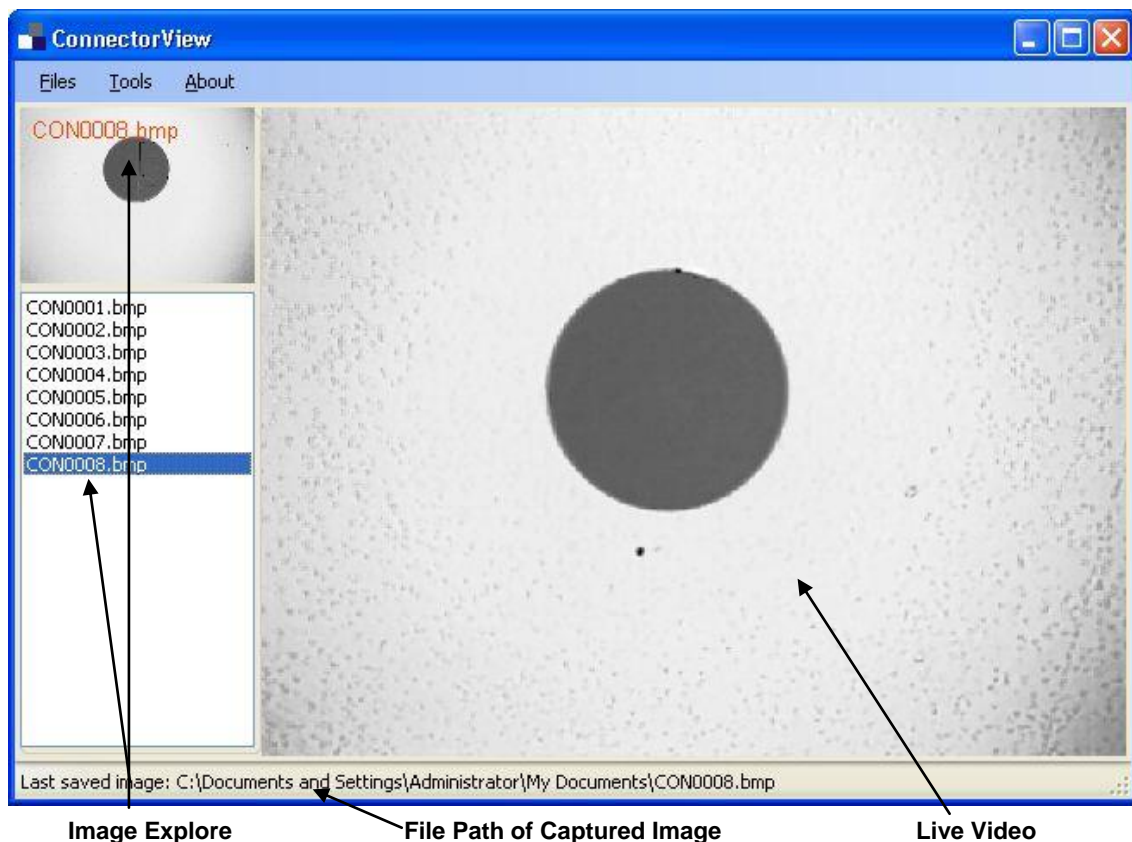 ConnectorView
Files Tools About
CON0008.bmp
CON0001.bmp
CON0002.bmp
CON0003.bmp
CON0004.bmp
CON0005.bmp
CON0006.bmp
CON0007.bmp
CON0008.bmp
Last saved image: C:\Documents and Settings\Administrator\My Documents\CON0008.bmp
Image Explore File Path of Captured Image Live Video